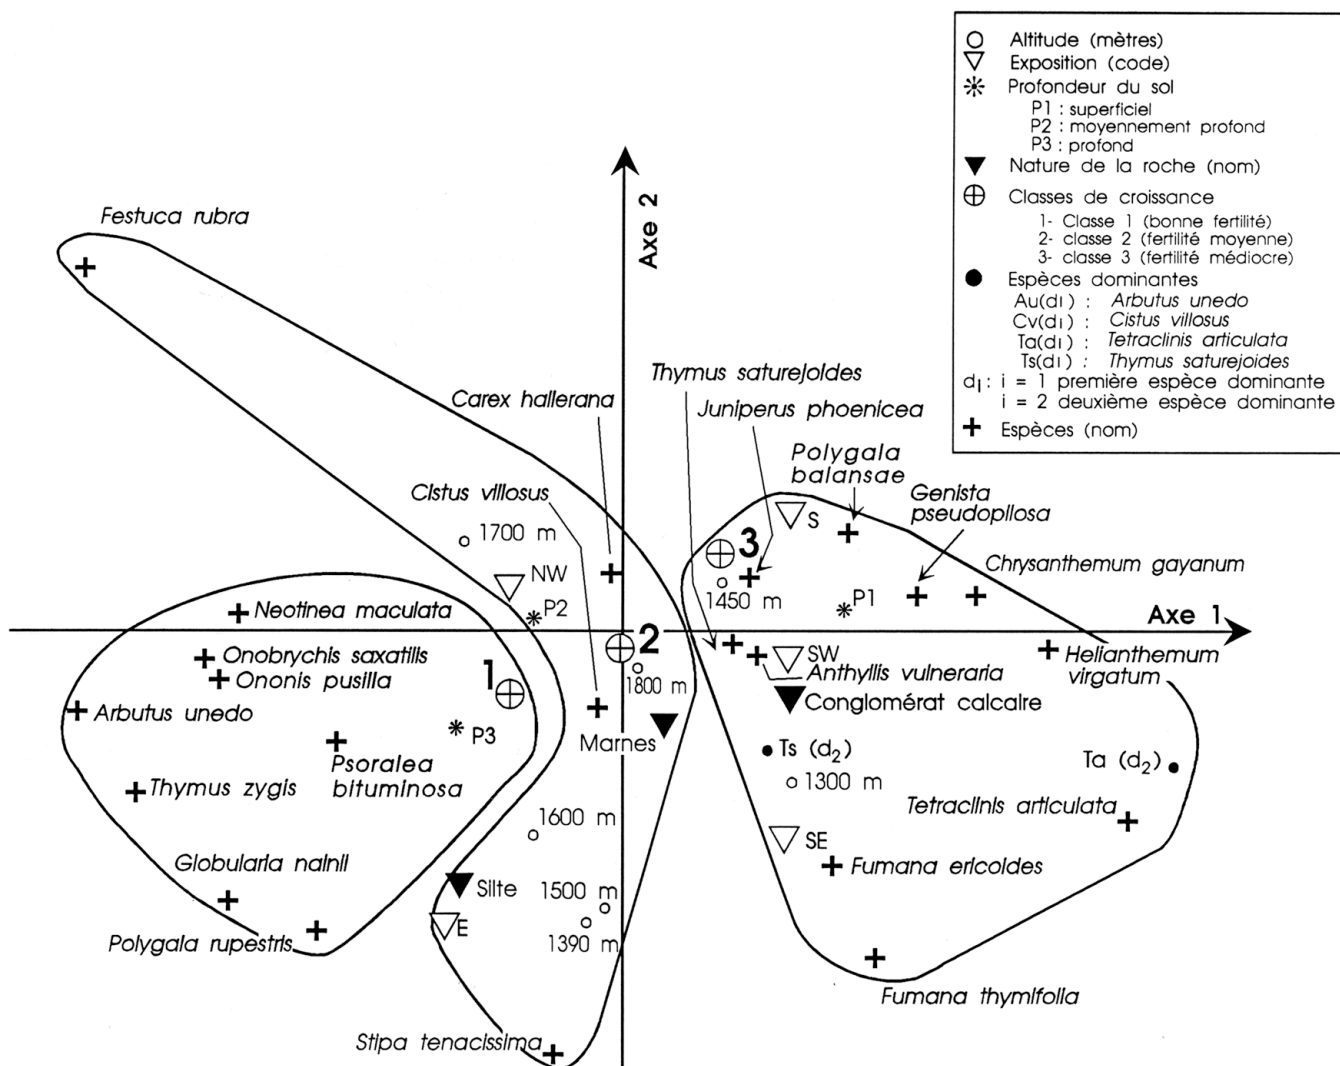 Altitude (mètres)
Exposition (code)
Profondeur du sol
P1 : superficiel
P2 : moyennement profond
P3 : profond
Nature de la roche (nom)
Classes de croissance
1- Classe 1 (bonne fertilité)
2- classe 2 (fertilité moyenne)
3- classe 3 (fertilité médiocre)
Espèces dominantes
Au(dı) : Arbutus unedo
Cv(dı) : Cistus villosus
Ta(dı) : Tetraclinis articulata
Ts(dı) : Thymus saturejoides
dı : i = 1 première espèce dominante
i = 2 deuxième espèce dominante
Espèces (nom)
Axe 2
Festuca rubra
Thymus saturejoides
Carex hallerana
Juniperus phoenicea
Polygala
balansae
Cistus villosus
Genista
pseudopilosa
1700 m
S
3
Chrysanthemum gayanum
NW
1450 m
P1
Neotinea maculata
P2
Axe 1
2
Onobrychis saxatilis
SW
Helianthemum
virgatum
Ononis pusilla
1
1800 m
Anthyllis vulneraria
Arbutus unedo
Conglomérat calcaire
P3
Marnes
Psoralea
bituminosa
Ts (d2)
Ta (d2)
Thymus zygis
1300 m
1600 m
Tetraclinis articulata
SE
Globularia nainii
Fumana ericoides
Silte
1500 m
E
Polygala rupestris
1390 m
Fumana thymifolia
Stipa tenacissima